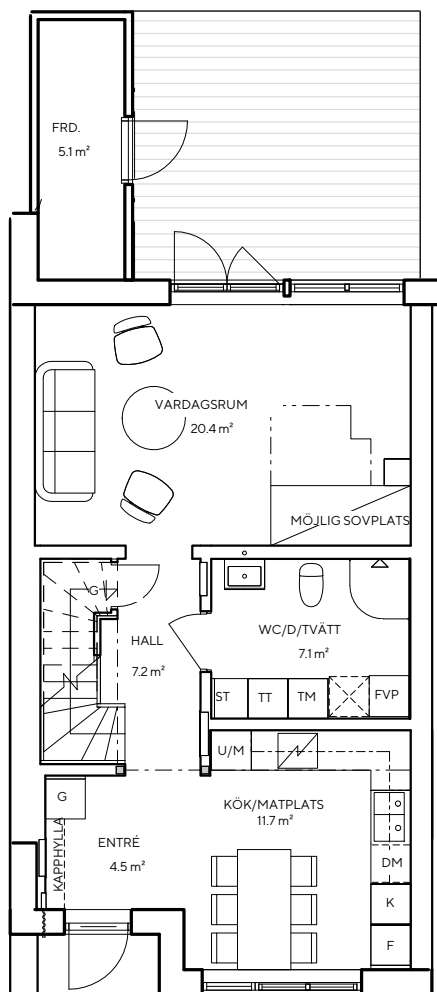 FRD.
5.1 m²
VARDAGSRUM
20.4 m²
MÖJLIG SOVPLATS
G
HALL
7.2 m²
WC/D/TVÄTT
7.1 m²
ST
TT
TM
FVP
U/M
G
KAPPHYLLA
ENTRÉ
4.5 m²
KÖK/MATPLATS
11.7 m²
DM
K
F